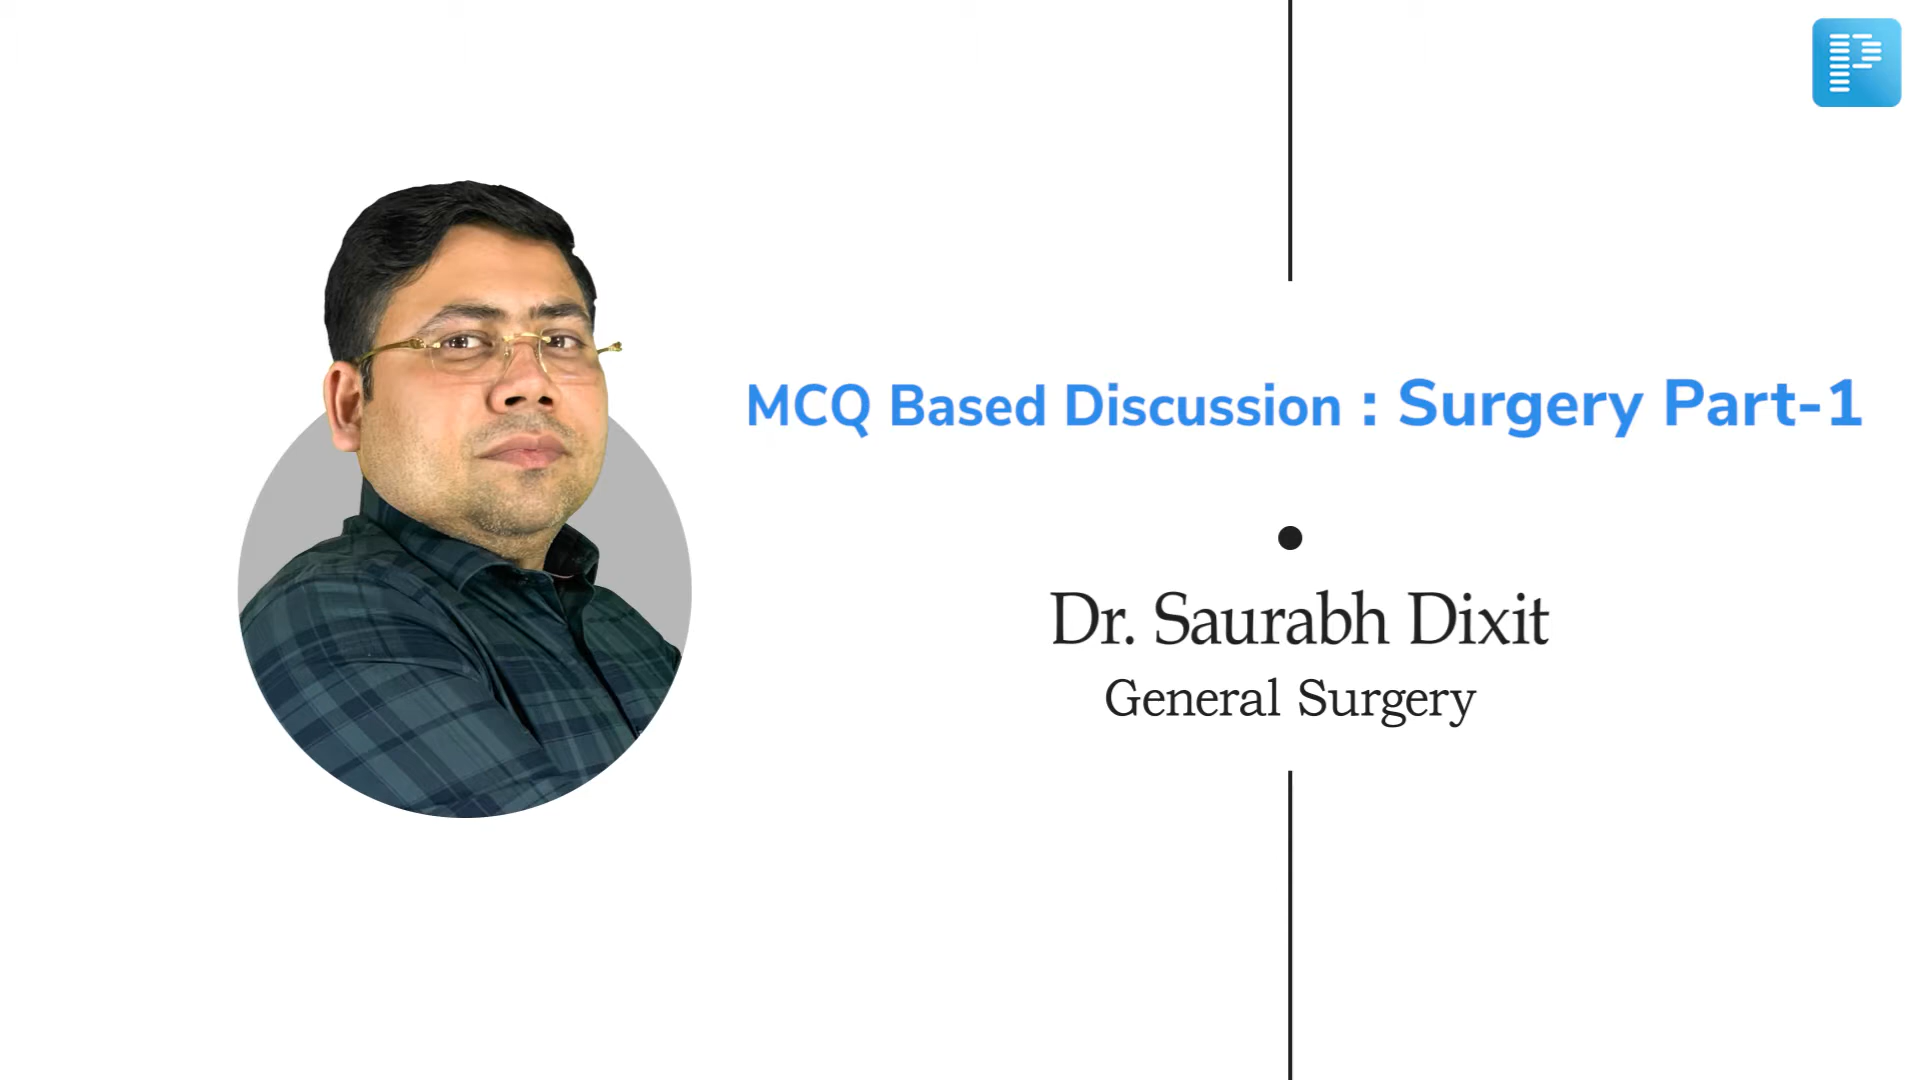 MCQ Based Discussion : Surgery Part-1
Dr. Saurabh Dixit
General Surgery